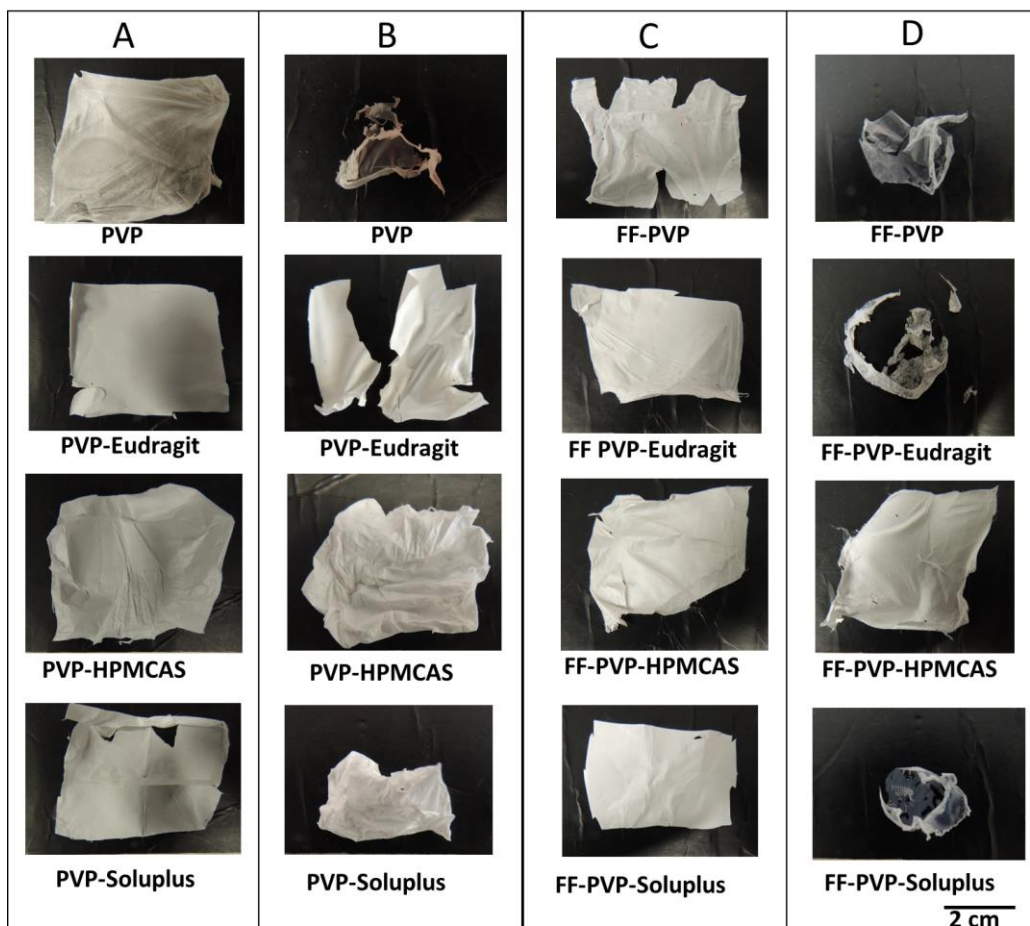 A B C D
PVP PVP FF-PVP FF-PVP
PVP-Eudragit PVP-Eudragit FF PVP-Eudragit FF-PVP-Eudragit
PVP-HPMCAS PVP-HPMCAS FF-PVP-HPMCAS FF-PVP-HPMCAS
PVP-Soluplus PVP-Soluplus FF-PVP-Soluplus FF-PVP-Soluplus
2 cm